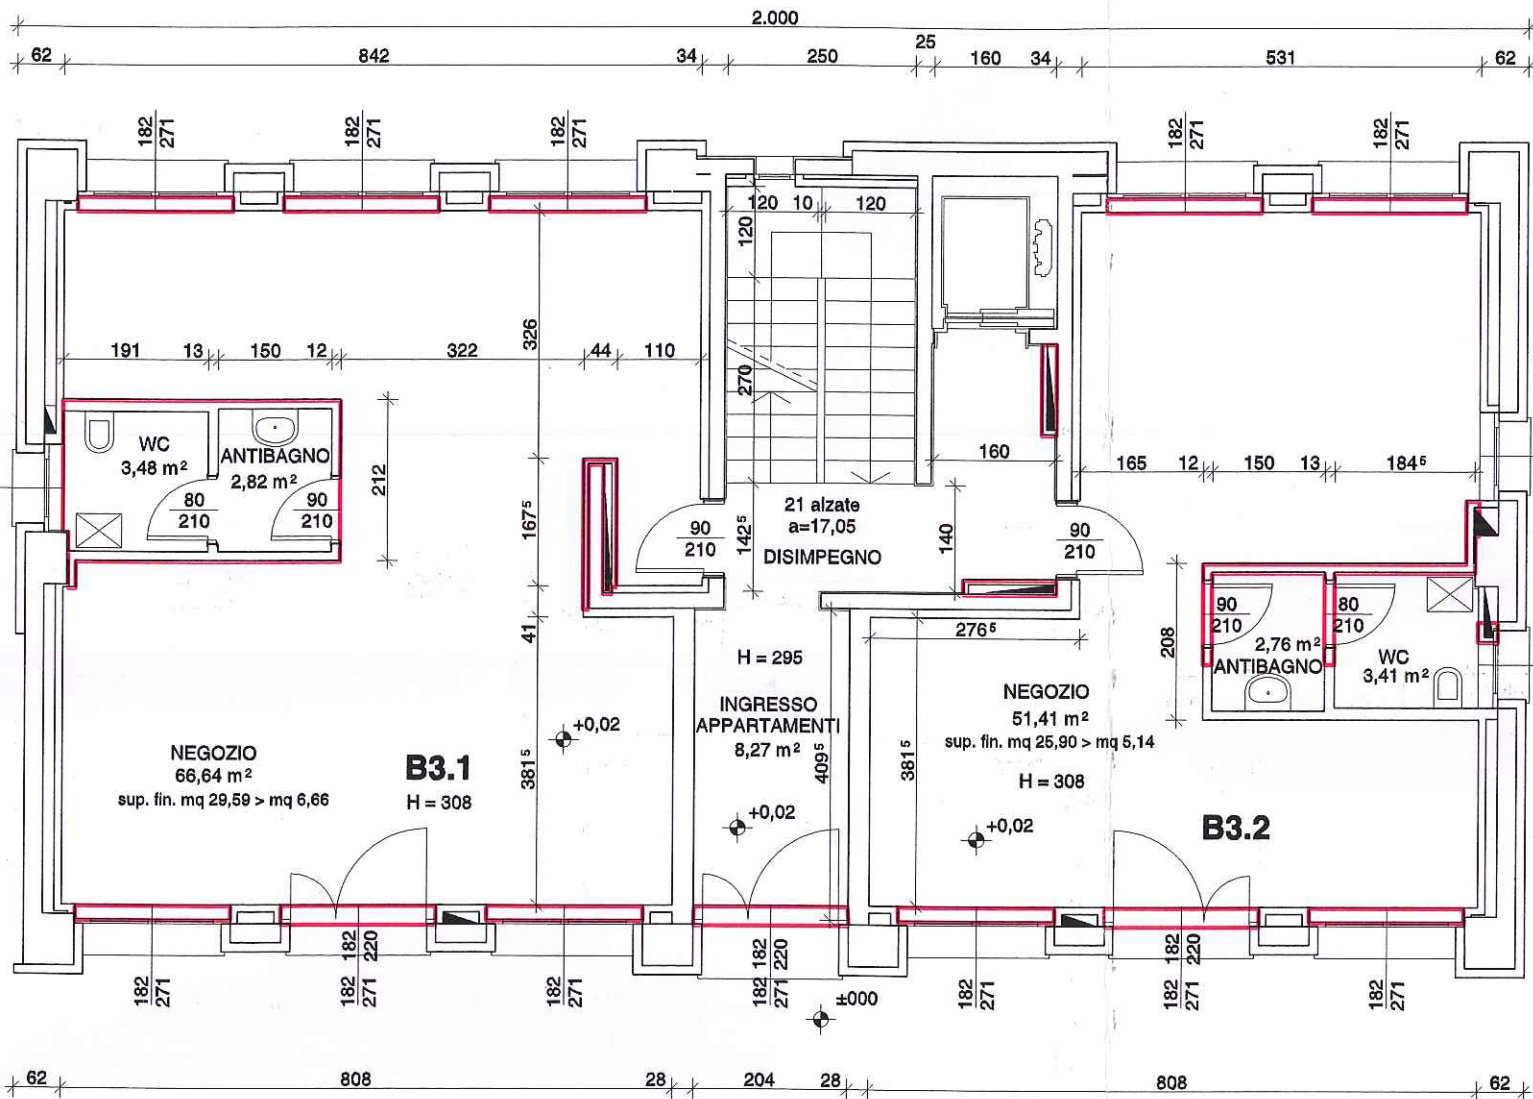 2.000
62 842 34 250 25 160 34 531 62
182 271 182 271 182 271 182 271 182 271
120 10 120
120
326
191 13 150 12 322 44 110
270
WC
3,48 m²
ANTIBAGNO
2,82 m²
80
210
90
210
212
167⁵
160
165 12 150 13 184⁵
21 alzate
a=17,05
DISIMPEGNO
90
210
142⁵
140
90
210
41
276⁵
208
90
210
80
210
2,76 m²
ANTIBAGNO
WC
3,41 m²
H = 295
INGRESSO
APPARTAMENTI
8,27 m²
NEGOZIO
51,41 m²
sup. fin. mq 25,90 > mq 5,14
H = 308
+0,02
NEGOZIO
66,64 m²
sup. fin. mq 29,59 > mq 6,66
B3.1
H = 308
381⁵
409⁵
381⁵
+0,02
+0,02
B3.2
182 220 182 220 182 220
182 271 182 271 182 271 182 271 182 271 182 271 182 271
±000
62 808 28 204 28 808 62